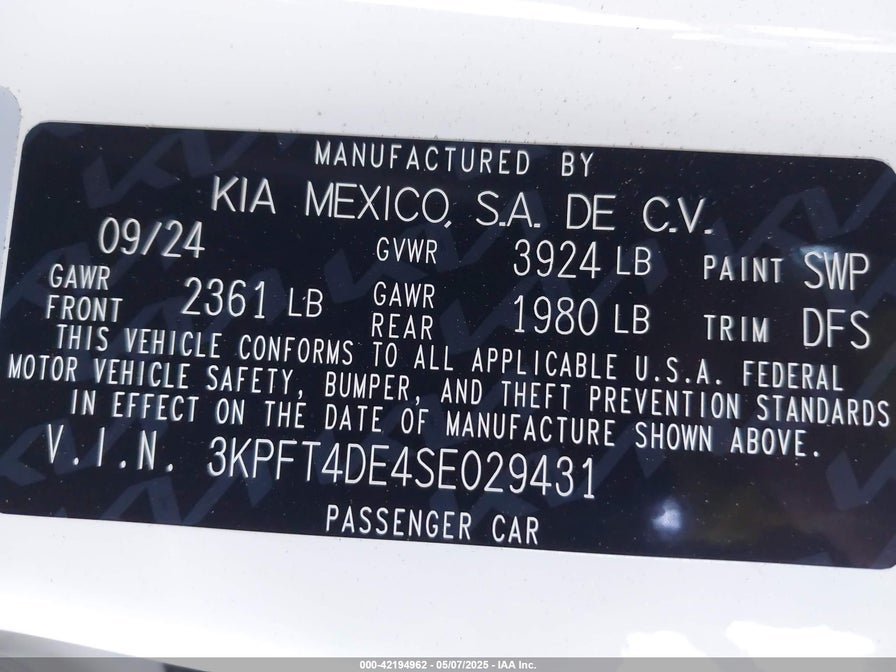 MANUFACTURED BY
KIA MEXICO, S.A. DE C.V.
09/24 GVWR 3924 LB PAINT SWP
GAWR FRONT 2361 LB GAWR REAR 1980 LB TRIM DFS
THIS VEHICLE CONFORMS TO ALL APPLICABLE U.S.A. FEDERAL
MOTOR VEHICLE SAFETY, BUMPER, AND THEFT PREVENTION STANDARDS
IN EFFECT ON THE DATE OF MANUFACTURE SHOWN ABOVE.
V.I.N. 3KPFT4DE4SE029431
PASSENGER CAR
000-42194962 - 05/07/2025 - IAA Inc.